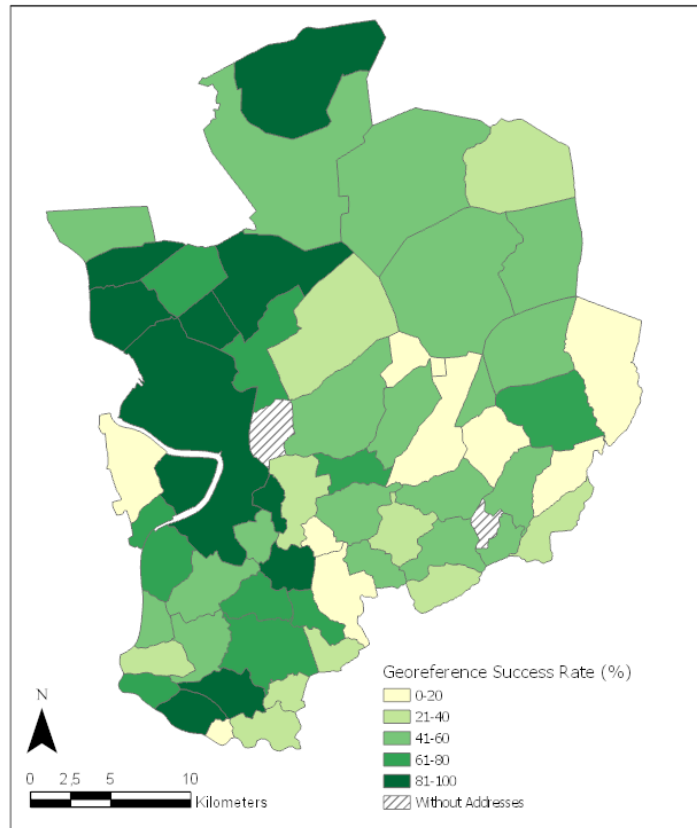 Georeference Success Rate (%)
0-20
21-40
41-60
61-80
81-100
Without Addresses
N
0 2,5 5 10
Kilometers